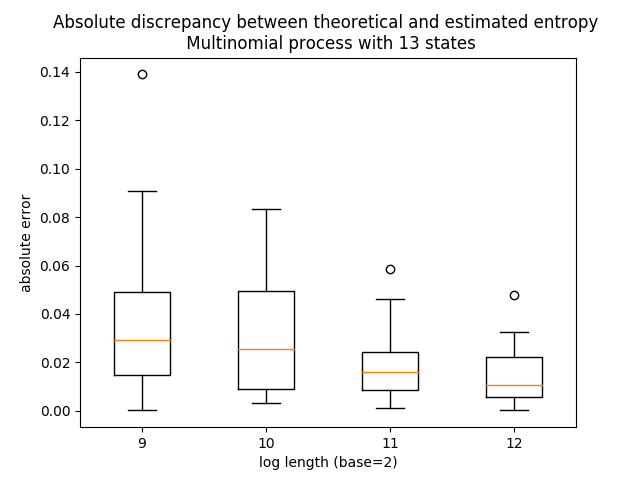 Absolute discrepancy between theoretical and estimated entropy
Multinomial process with 13 states
0.14
0.12
0.10
0.08
0.06
0.04
0.02
0.00
absolute error
9 10 11 12
log length (base=2)